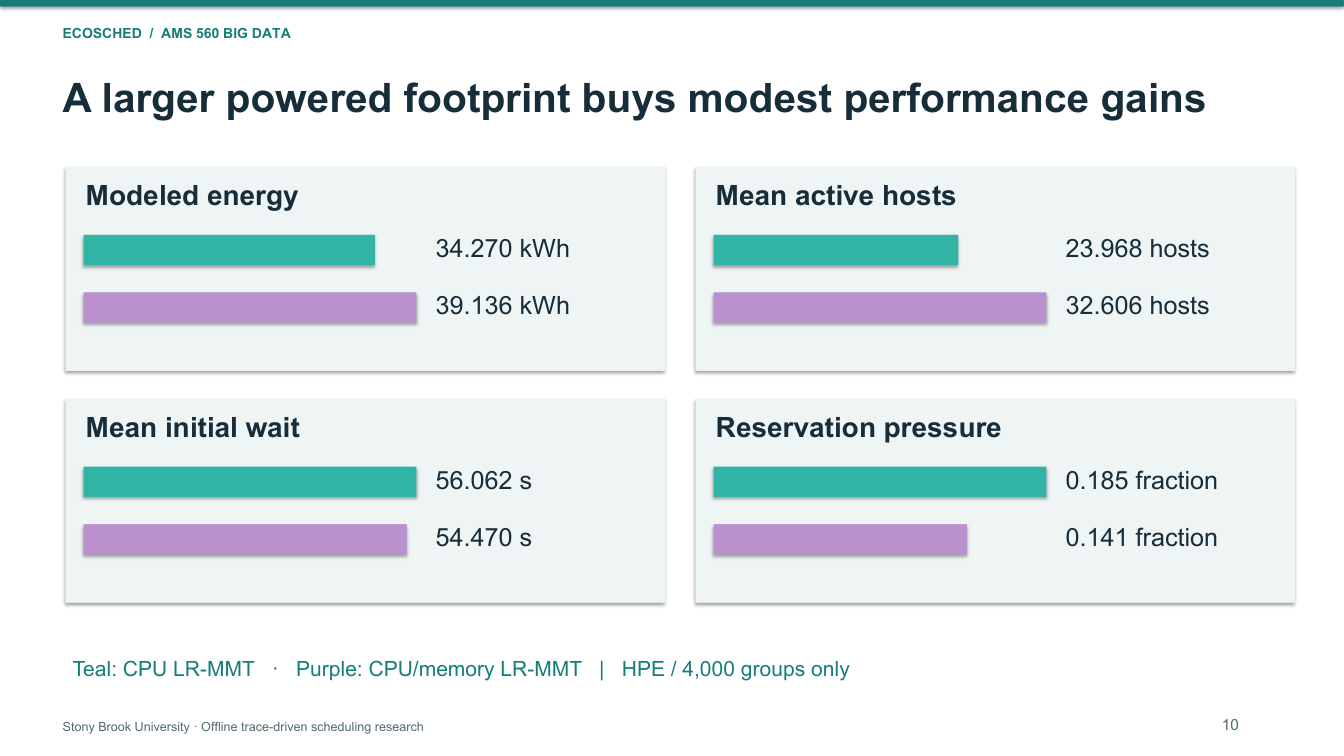 ECOSCHED / AMS 560 BIG DATA
A larger powered footprint buys modest performance gains
Modeled energy
34.270 kWh
39.136 kWh
Mean active hosts
23.968 hosts
32.606 hosts
Mean initial wait
56.062 s
54.470 s
Reservation pressure
0.185 fraction
0.141 fraction
Teal: CPU LR-MMT · Purple: CPU/memory LR-MMT | HPE / 4,000 groups only
Stony Brook University · Offline trace-driven scheduling research
10